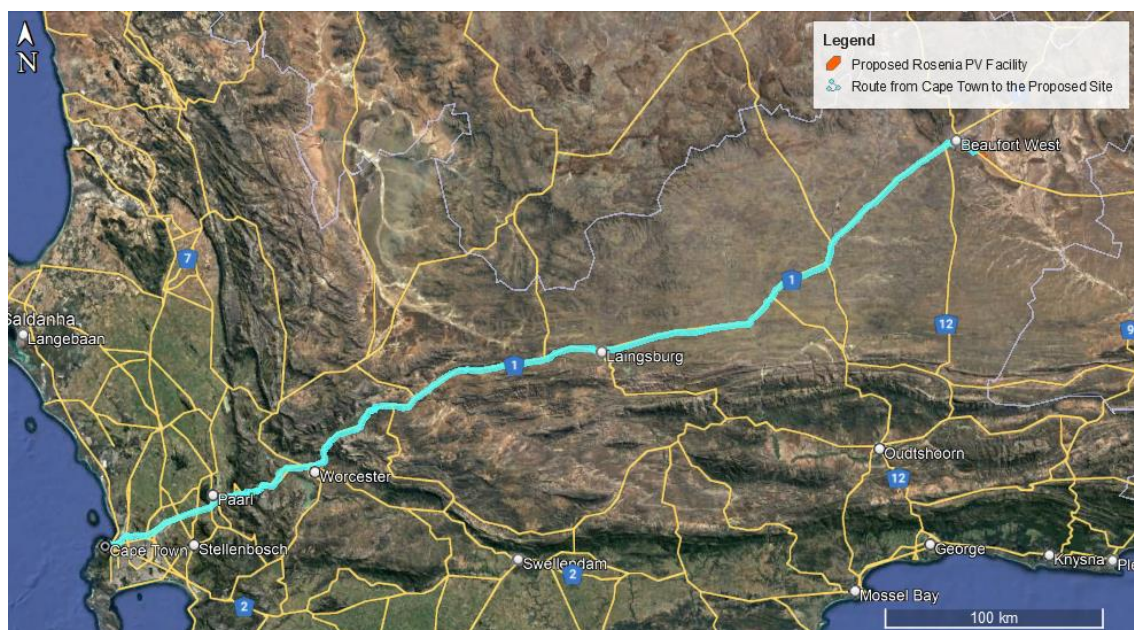 N
Legend
Proposed Rosenia PV Facility
Route from Cape Town to the Proposed Site
Beaufort West
7
1
12
9
Saldanha
Langebaan
Laingsburg
1
Oudtshoorn
12
Worcester
Paarl
Cape Town
Stellenbosch
George
Knysna
Ple
Swellendam
2
Mossel Bay
2
100 km